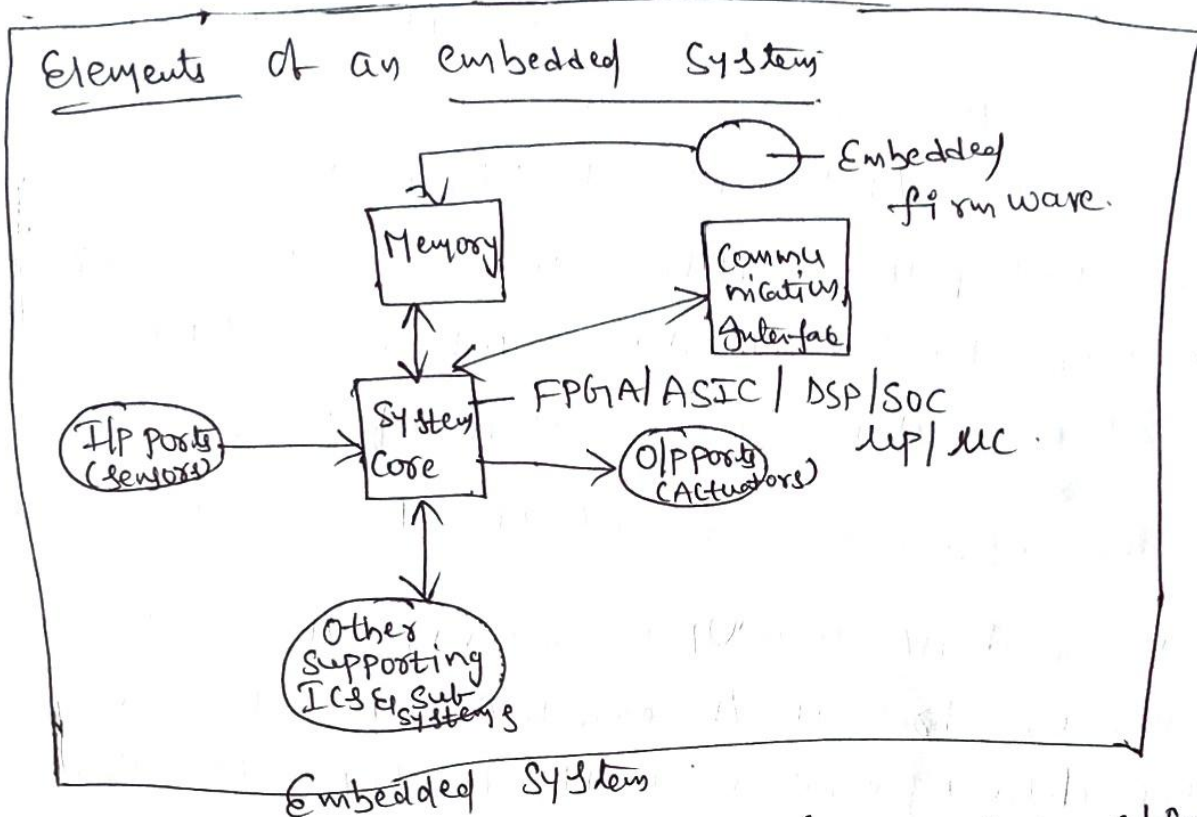 Elements of an embedded System
Embedded
firmware.
Memory
Commu
nication
Interface
System
Core
FPGA/ASIC/DSP/SOC
μP/μC.
I/P ports
(sensors)
O/P ports
(Actuators)
Other
Supporting
ICs & Sub
systems
Embedded System